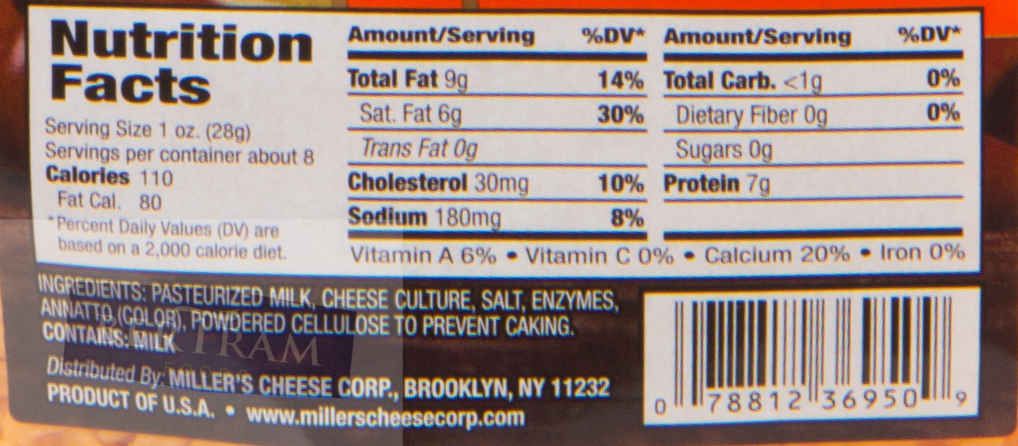 Nutrition
Facts
Serving Size 1 oz. (28g)
Servings per container about 8
Calories 110
Fat Cal. 80
*Percent Daily Values (DV) are
based on a 2,000 calorie diet.
Amount/Serving %DV*
Total Fat 9g 14%
Sat. Fat 6g 30%
Trans Fat 0g
Cholesterol 30mg 10%
Sodium 180mg 8%
Amount/Serving %DV*
Total Carb. <1g 0%
Dietary Fiber 0g 0%
Sugars 0g
Protein 7g
Vitamin A 6% • Vitamin C 0% • Calcium 20% • Iron 0%
INGREDIENTS: PASTEURIZED MILK, CHEESE CULTURE, SALT, ENZYMES,
ANNATTO (COLOR), POWDERED CELLULOSE TO PREVENT CAKING.
CONTAINS: MILK
Distributed By: MILLER'S CHEESE CORP., BROOKLYN, NY 11232
PRODUCT OF U.S.A. • www.millerscheesecorp.com
0 78812 36950 9